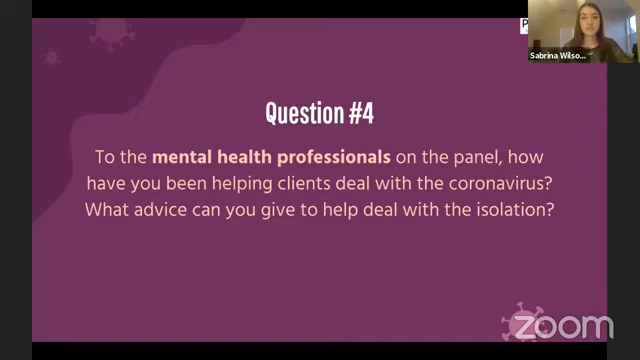 Sabrina Wilso...
Question #4
To the mental health professionals on the panel, how
have you been helping clients deal with the coronavirus?
What advice can you give to help deal with the isolation?
zoom